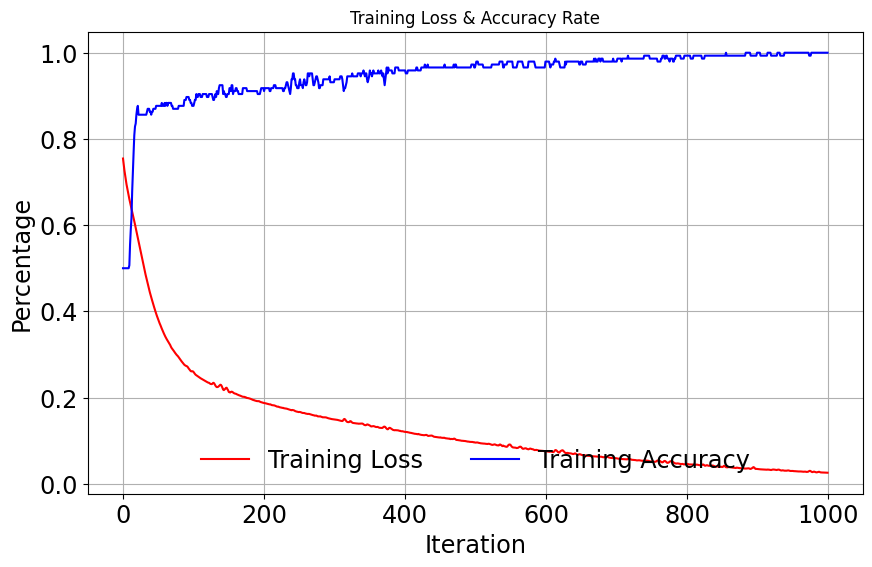 Training Loss & Accuracy Rate
1.0
0.8
0.6
0.4
0.2
0.0
Percentage
Training Loss Training Accuracy
0 200 400 600 800 1000
Iteration